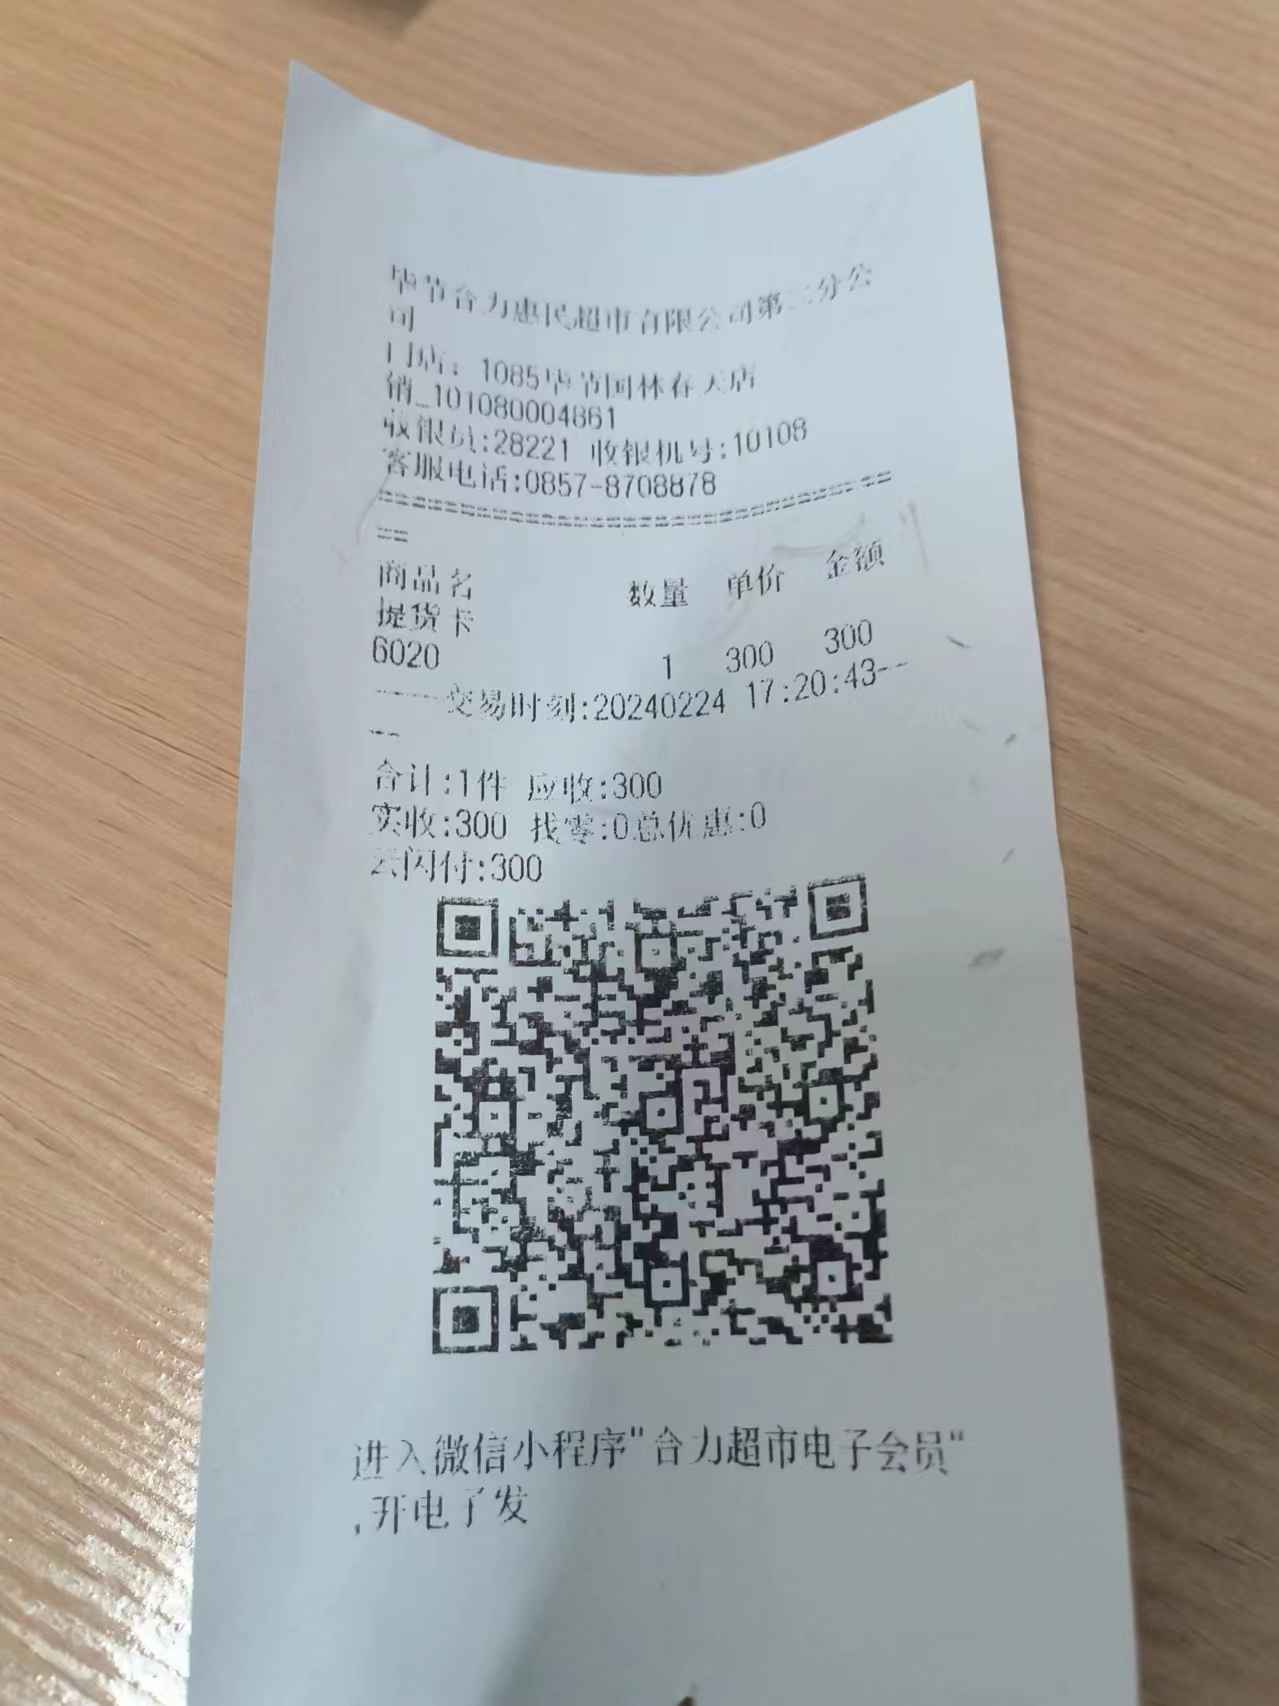 毕节合力惠民超市有限公司第二分公
司
门店：1085毕节国林春天店
销_101080004861
收银员:28221 收银机号:10108
客服电话:0857-8708878
商品名 数量 单价 金额
提货卡
6020 1 300 300
----交易时刻:20240224 17:20:43--
--
合计:1件 应收:300
实收:300 找零:0总优惠:0
云闪付:300
进入微信小程序"合力超市电子会员"
,开电子发